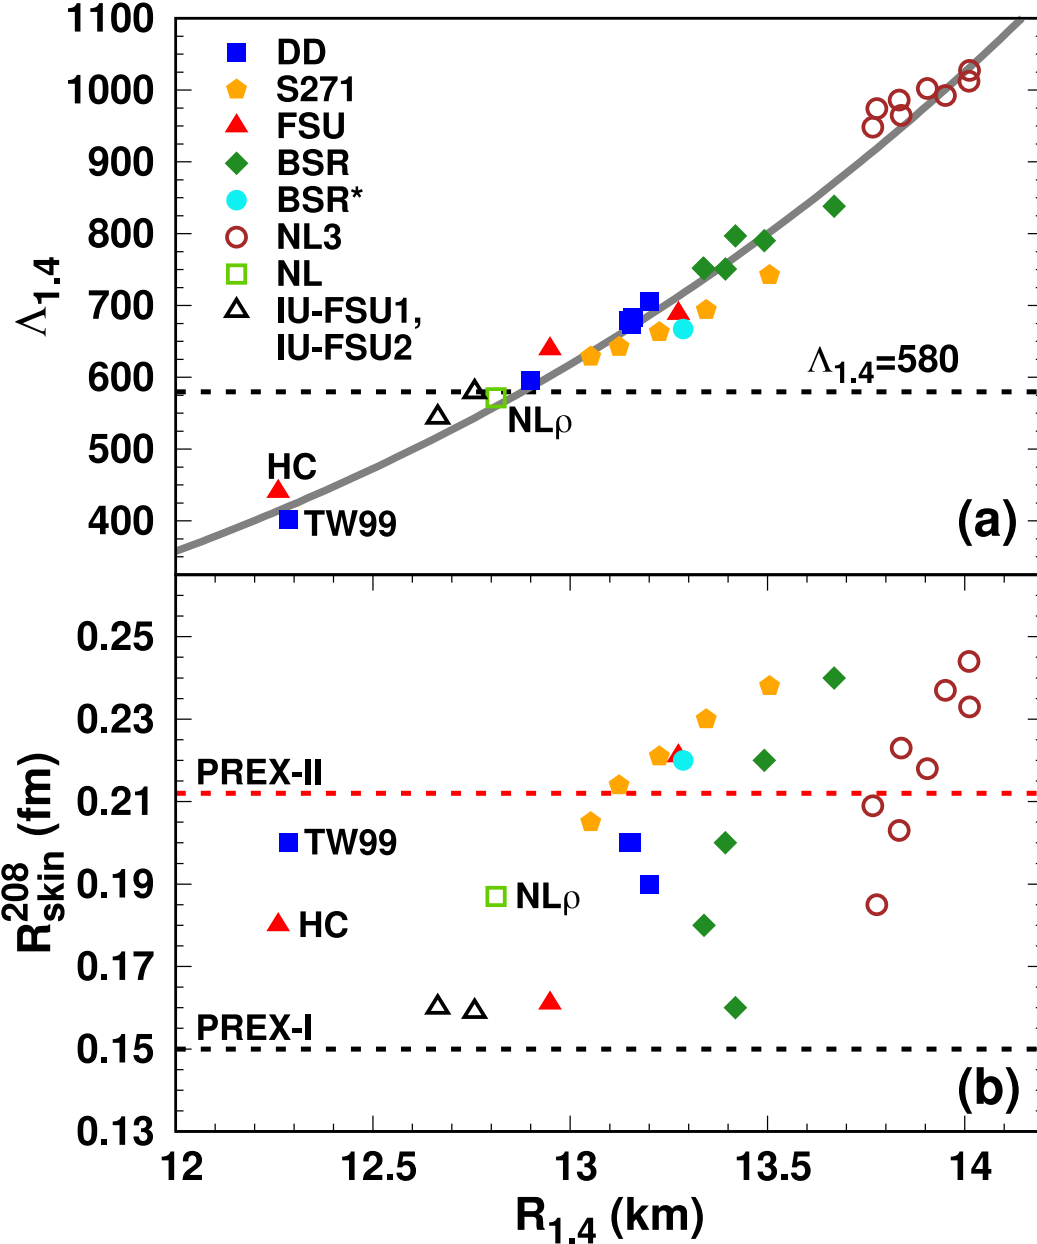 (a)
1100
1000
900
800
700
600
500
400
Λ1.4
DD
S271
FSU
BSR
BSR*
NL3
NL
IU-FSU1,
IU-FSU2
Λ1.4=580
NLρ
HC
TW99
(a)
0.25
0.23
0.21
0.19
0.17
0.15
0.13
R208skin (fm)
PREX-II
TW99
NLρ
HC
PREX-I
(b)
12
12.5
13
13.5
14
R1.4 (km)